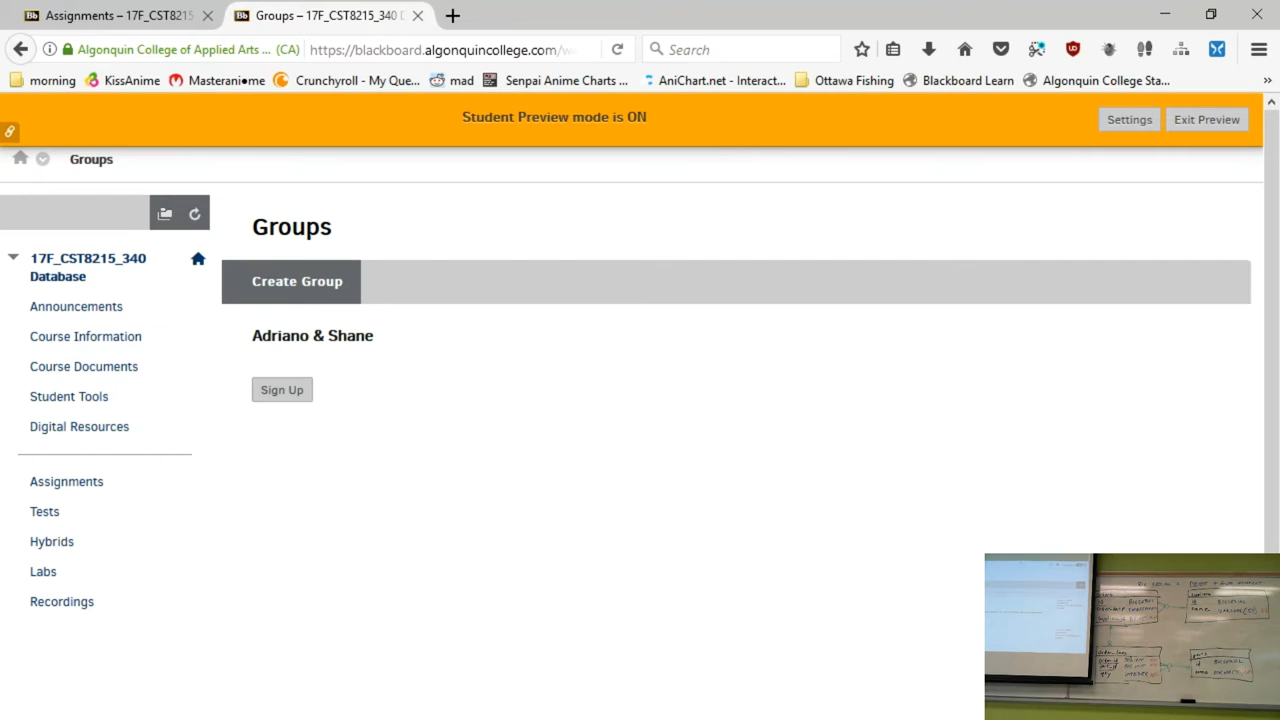 Assignments – 17F_CST8215
Groups – 17F_CST8215_340 D
Algonquin College of Applied Arts ... (CA)
https://blackboard.algonquincollege.com/w
Search
morning
KissAnime
Masterani●me
Crunchyroll - My Que...
mad
Senpai Anime Charts ...
AniChart.net - Interact...
Ottawa Fishing
Blackboard Learn
Algonquin College Sta...
Student Preview mode is ON
Settings
Exit Preview
Groups
17F_CST8215_340
Database
Announcements
Course Information
Course Documents
Student Tools
Digital Resources
Assignments
Tests
Hybrids
Labs
Recordings
Groups
Create Group
Adriano & Shane
Sign Up